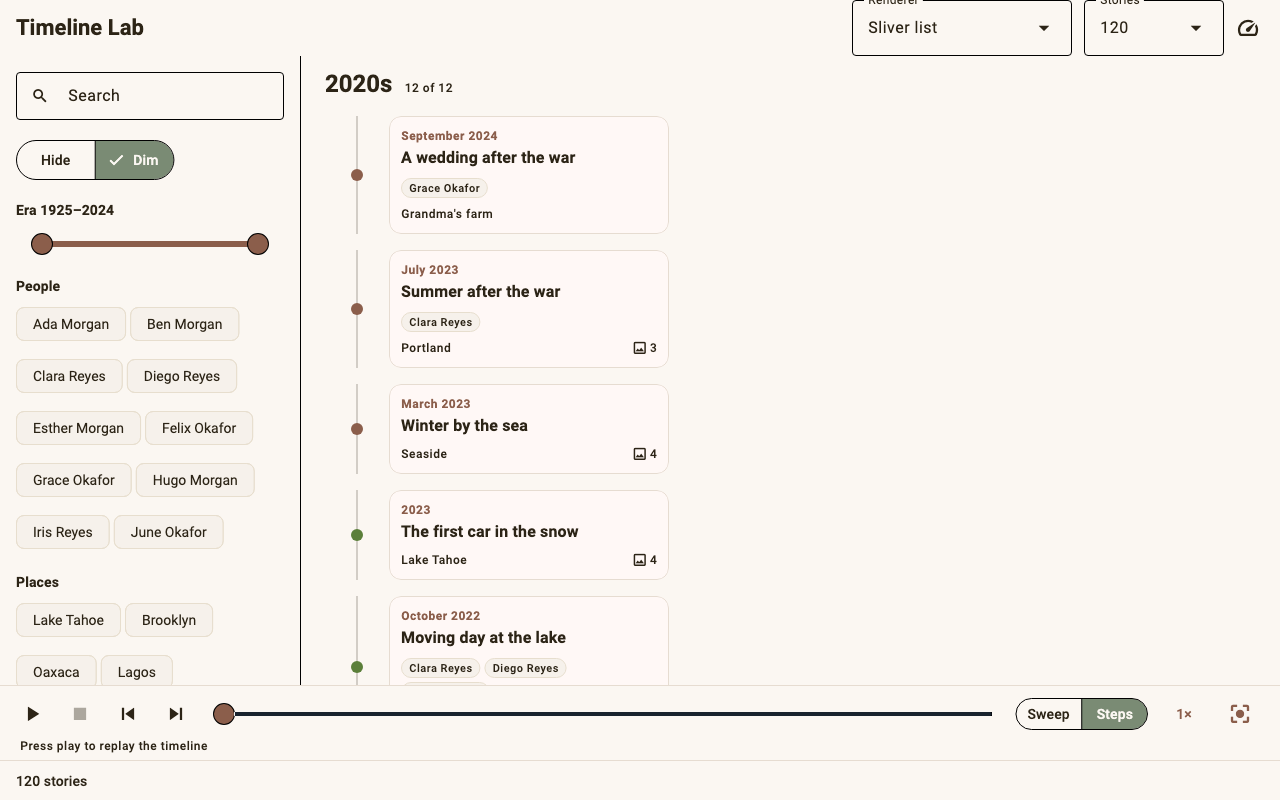 Timeline Lab
Renderer
Sliver list
Stories
120
Search
Hide
Dim
Era 1925–2024
People
Ada Morgan
Ben Morgan
Clara Reyes
Diego Reyes
Esther Morgan
Felix Okafor
Grace Okafor
Hugo Morgan
Iris Reyes
June Okafor
Places
Lake Tahoe
Brooklyn
Oaxaca
Lagos
2020s 12 of 12
September 2024
A wedding after the war
Grace Okafor
Grandma's farm
July 2023
Summer after the war
Clara Reyes
Portland 3
March 2023
Winter by the sea
Seaside 4
2023
The first car in the snow
Lake Tahoe 4
October 2022
Moving day at the lake
Clara Reyes Diego Reyes
Sweep
Steps
1×
Press play to replay the timeline
120 stories